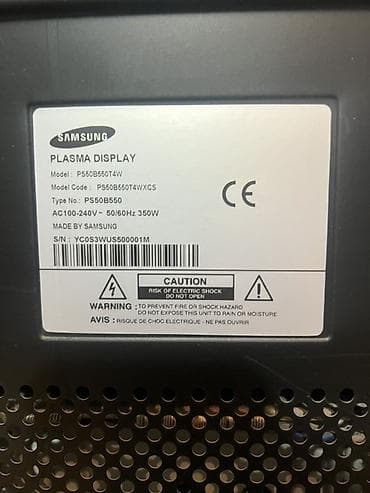 SAMSUNG
PLASMA DISPLAY
Model : PS50B550T4W
Model Code : PS50B550T4WXCS
Type No.: PS50B550
AC100-240V~ 50/60Hz 350W
MADE BY SAMSUNG
S/N : YC0S3WUS500001M
CE
CAUTION
RISK OF ELECTRIC SHOCK
DO NOT OPEN
WARNING : TO PREVENT FIRE OR SHOCK HAZARD
DO NOT EXPOSE THIS UNIT TO RAIN OR MOISTURE
AVIS : RISQUE DE CHOC ELECTRIQUE - NE PAS OUVRIR